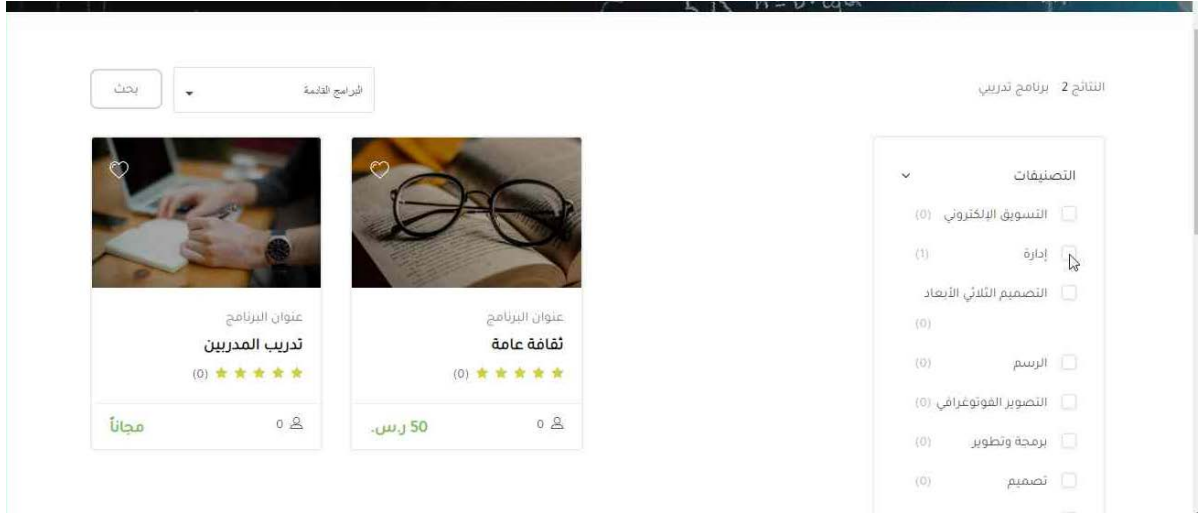 النتائج 2 برنامج تدريبي
البرامج القادمة
بحث
التصنيفات
التسويق الإلكتروني (0)
إدارة (1)
التصميم الثلاثي الأبعاد
(0)
الرسم (0)
التصوير الفوتوغرافي (0)
برمجة وتطوير (0)
تصميم (0)
عنوان البرنامج
ثقافة عامة
(0)
0
50 ر.س.
عنوان البرنامج
تدريب المدربين
(0)
0
مجاناً